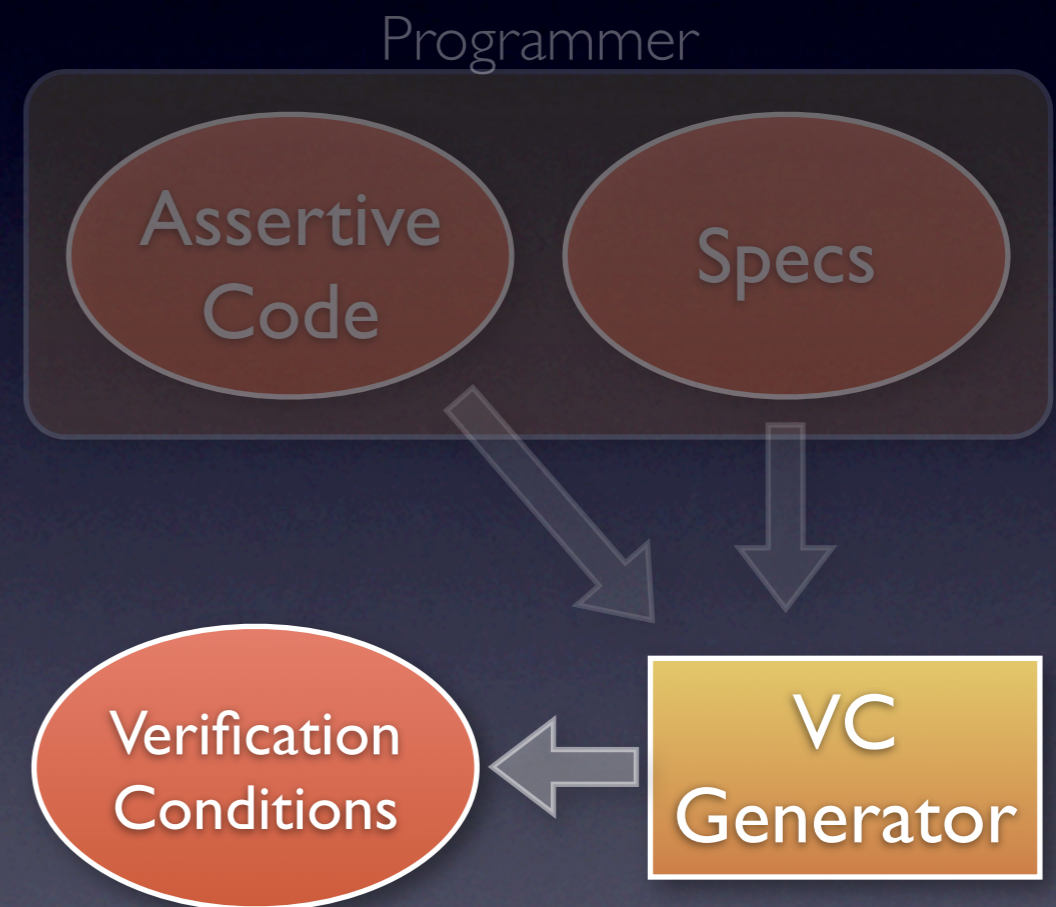 Programmer
Assertive
Code
Specs
Verification
Conditions
VC
Generator